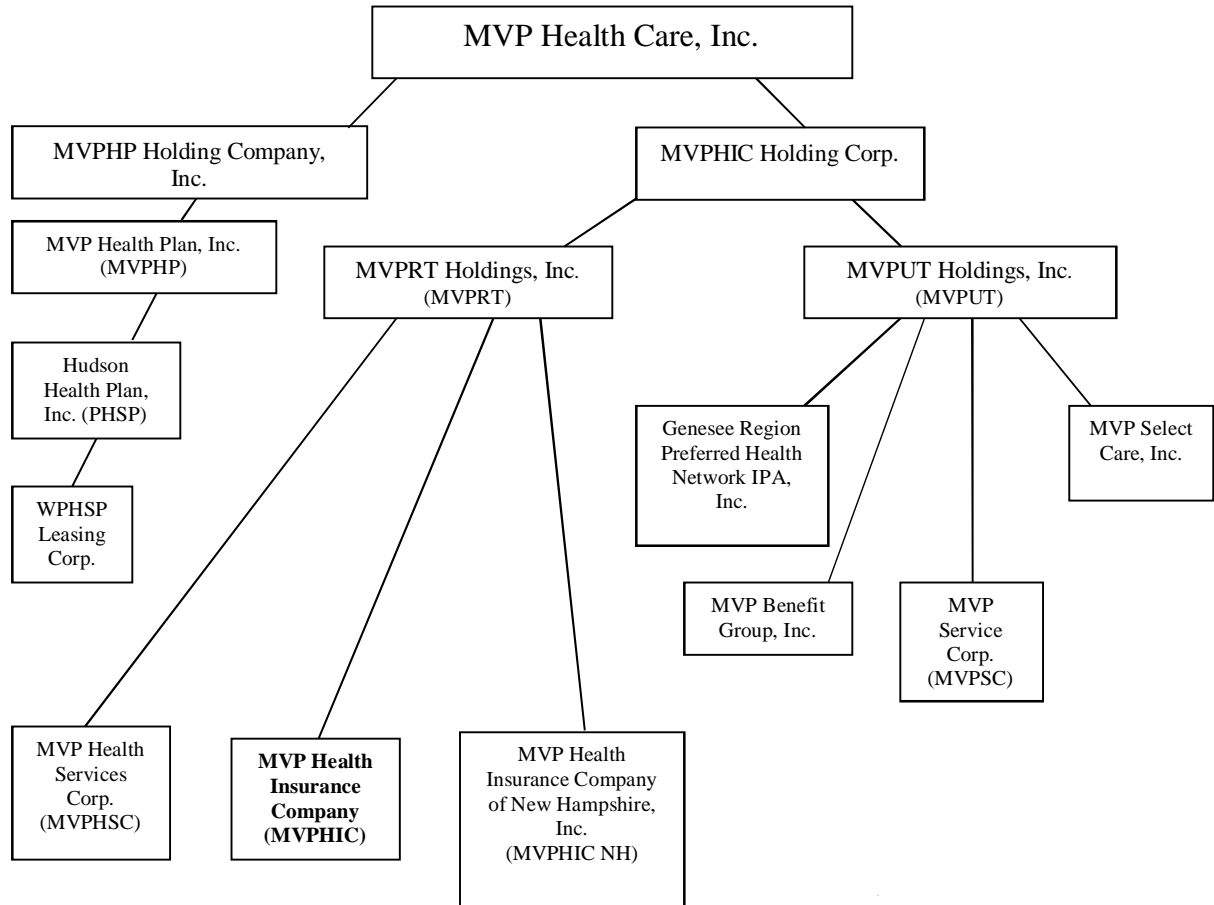 MVP Health Care, Inc.
MVPHP Holding Company,
Inc.
MVPHIC Holding Corp.
MVP Health Plan, Inc.
(MVPHP)
MVPRT Holdings, Inc.
(MVPRT)
MVPUT Holdings, Inc.
(MVPUT)
Hudson
Health Plan,
Inc. (PHSP)
Genesee Region
Preferred Health
Network IPA,
Inc.
MVP Select
Care, Inc.
WPHSP
Leasing
Corp.
MVP Benefit
Group, Inc.
MVP
Service
Corp.
(MVPSC)
MVP Health
Services
Corp.
(MVPHSC)
MVP Health
Insurance
Company
(MVPHIC)
MVP Health
Insurance Company
of New Hampshire,
Inc.
(MVPHIC NH)